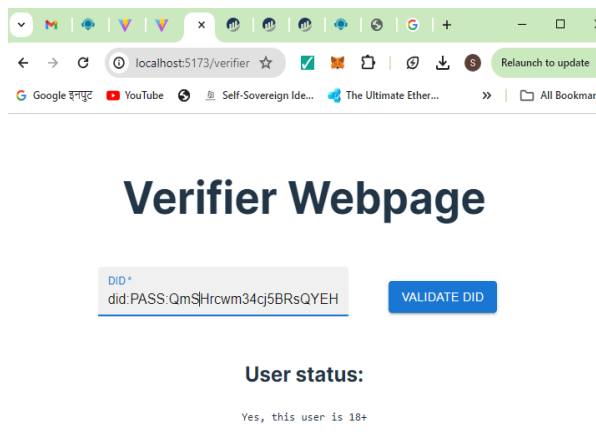 localhost:5173/verifier
Relaunch to update
Google इनपुट YouTube Self-Sovereign Ide... The Ultimate Ether... » All Bookmar
Verifier Webpage
DID *
did:PASS:QmSHrcwm34cj5BRsQYEH
VALIDATE DID
User status:
Yes, this user is 18+